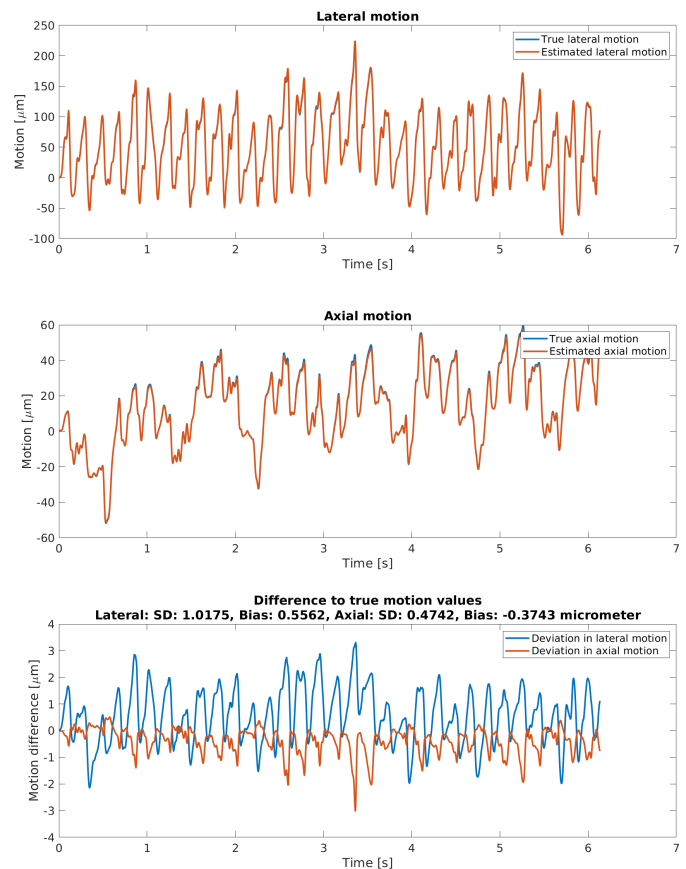 Lateral motion
True lateral motion
Estimated lateral motion
Motion [μm]
250
200
150
100
50
0
-50
-100
0 1 2 3 4 5 6 7
Time [s]
Axial motion
True axial motion
Estimated axial motion
Motion [μm]
60
40
20
0
-20
-40
-60
0 1 2 3 4 5 6 7
Time [s]
Difference to true motion values
Lateral: SD: 1.0175, Bias: 0.5562, Axial: SD: 0.4742, Bias: -0.3743 micrometer
Deviation in lateral motion
Deviation in axial motion
Motion difference [μm]
4
3
2
1
0
-1
-2
-3
-4
0 1 2 3 4 5 6 7
Time [s]